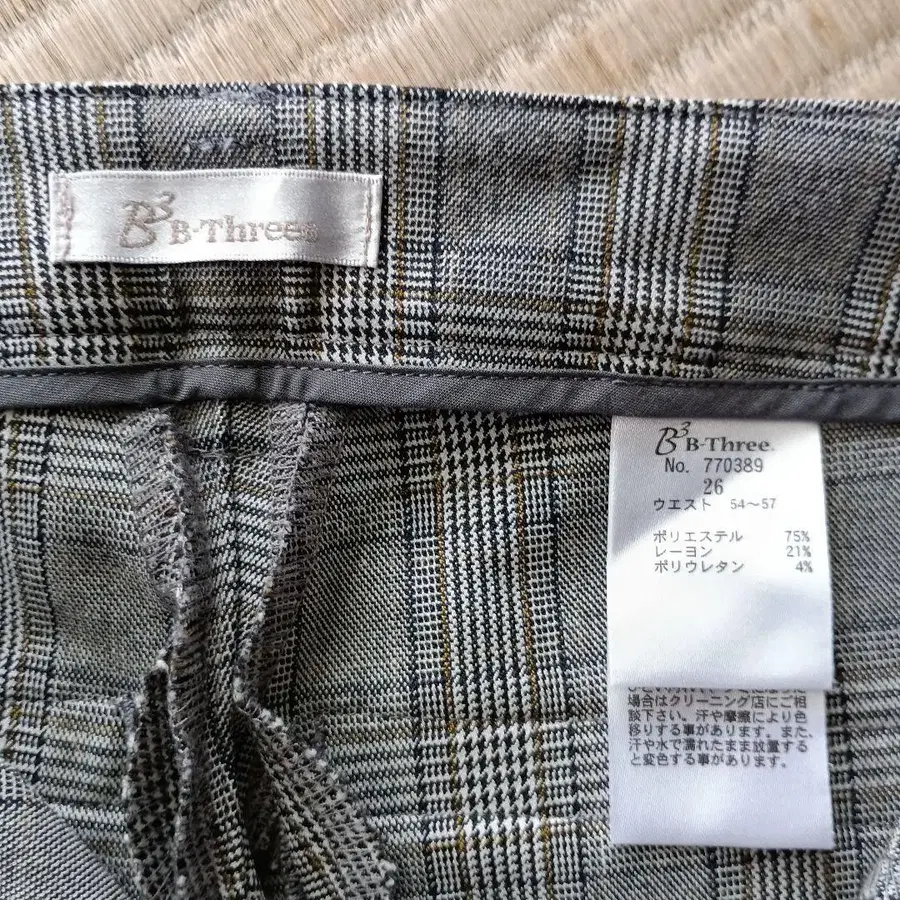 B³ B-Three
B³ B-Three.
No. 770389
26
ウエスト 54〜57
ポリエステル 75%
レーヨン 21%
ポリウレタン 4%
場合はクリーニング店にご相
談下さい。汗や摩擦により色
移りする事があります。また、
汗や水で濡れたまま放置する
と変色する事があります。